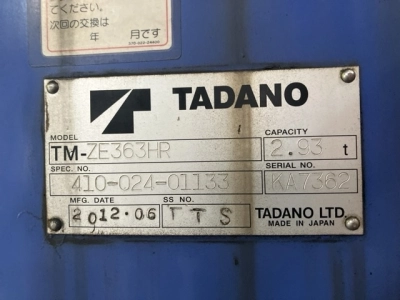 てください。
次回の交換は
年 月です
TADANO
MODEL
TM-ZE363HR
CAPACITY
2.93 t
SPEC. NO.
410-024-01133
SERIAL NO.
KA7362
MFG. DATE
2012.06
SS NO.
TTS
TADANO LTD.
MADE IN JAPAN